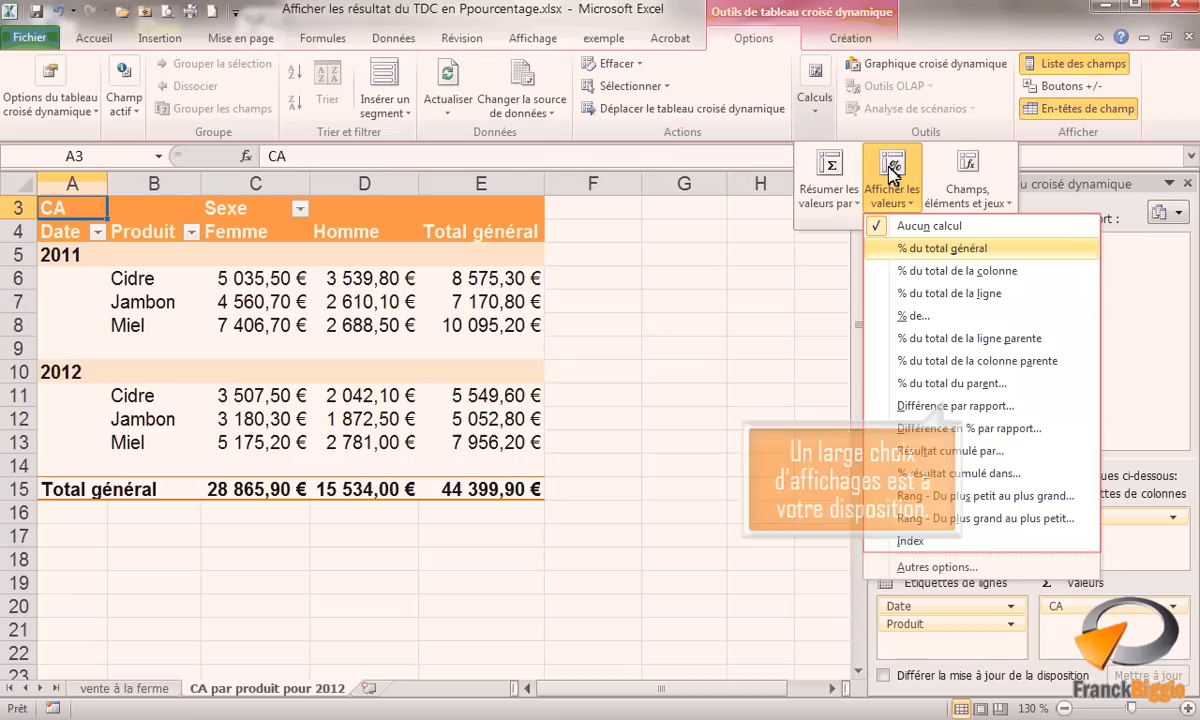 Afficher les résultat du TDC en Ppourcentage.xlsx - Microsoft Excel
Outils de tableau croisé dynamique
Fichier Accueil Insertion Mise en page Formules Données Révision Affichage exemple Acrobat Options Création
Options du tableau croisé dynamique
Champ actif
Grouper la sélection
Dissocier
Grouper les champs
Groupe
Trier
Insérer un segment
Trier et filtrer
Actualiser
Changer la source de données
Données
Effacer
Sélectionner
Déplacer le tableau croisé dynamique
Actions
Calculs
Graphique croisé dynamique
Outils OLAP
Analyse de scénarios
Outils
Liste des champs
Boutons +/-
En-têtes de champ
Afficher
A3 fx CA
Résumer les valeurs par
Afficher les valeurs
Champs, éléments et jeux
u croisé dynamique
ort :
A B C D E F G H
3 CA Sexe
4 Date Produit Femme Homme Total général
5 2011
6 Cidre 5 035,50 € 3 539,80 € 8 575,30 €
7 Jambon 4 560,70 € 2 610,10 € 7 170,80 €
8 Miel 7 406,70 € 2 688,50 € 10 095,20 €
9
10 2012
11 Cidre 3 507,50 € 2 042,10 € 5 549,60 €
12 Jambon 3 180,30 € 1 872,50 € 5 052,80 €
13 Miel 5 175,20 € 2 781,00 € 7 956,20 €
14
15 Total général 28 865,90 € 15 534,00 € 44 399,90 €
16
17
18
19
20
21
22
23
Aucun calcul
% du total général
% du total de la colonne
% du total de la ligne
% de...
% du total de la ligne parente
% du total de la colonne parente
% du total du parent...
Différence par rapport...
Différence en % par rapport...
Résultat cumulé par...
% résultat cumulé dans...
Rang - Du plus petit au plus grand...
Rang - Du plus grand au plus petit...
Index
Autres options...
Un large choix
d'affichages est à
votre disposition.
ues ci-dessous:
ettes de colonnes
Étiquettes de lignes
Σ Valeurs
Date
Produit
CA
Différer la mise à jour de la disposition
Mettre à jour
FranckBiggio
vente à la ferme CA par produit pour 2012
Prêt 130 %